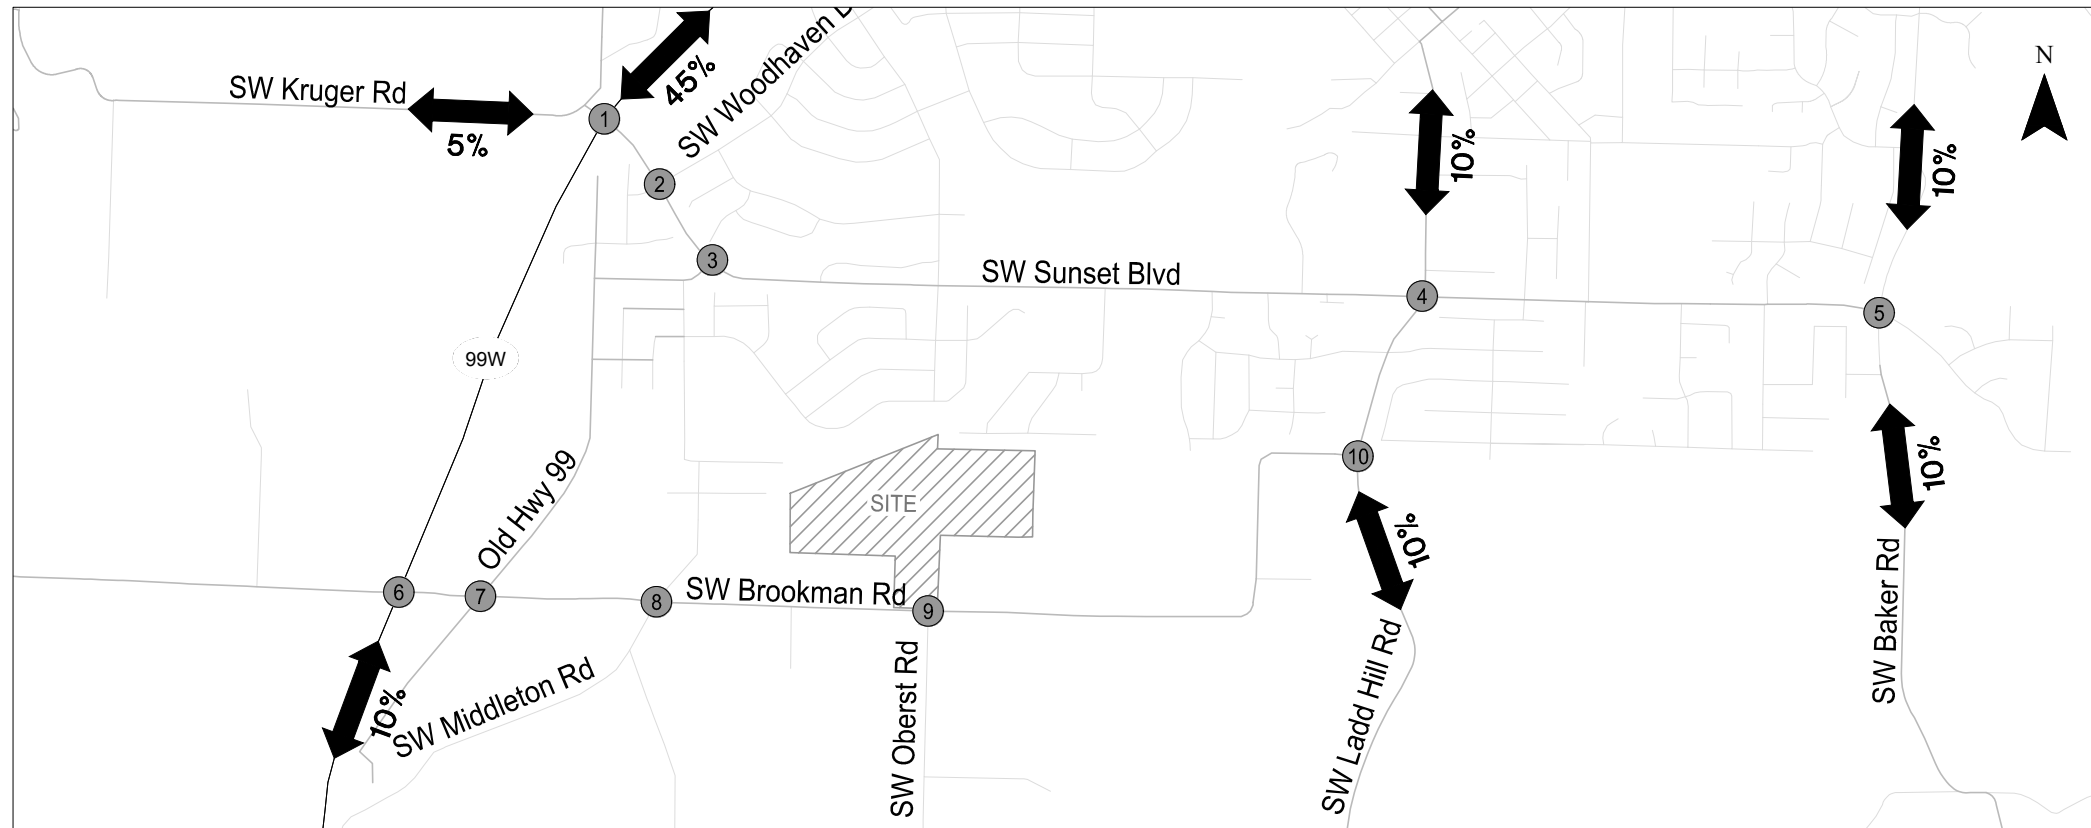 SW Kruger Rd
5%
45%
SW Woodhaven
10%
10%
N
1
2
3
SW Sunset Blvd
4
5
99W
Old Hwy 99
SITE
10
10%
10%
6
7
8
SW Brookman Rd
9
10%
SW Middleton Rd
SW Oberst Rd
SW Ladd Hill Rd
SW Baker Rd